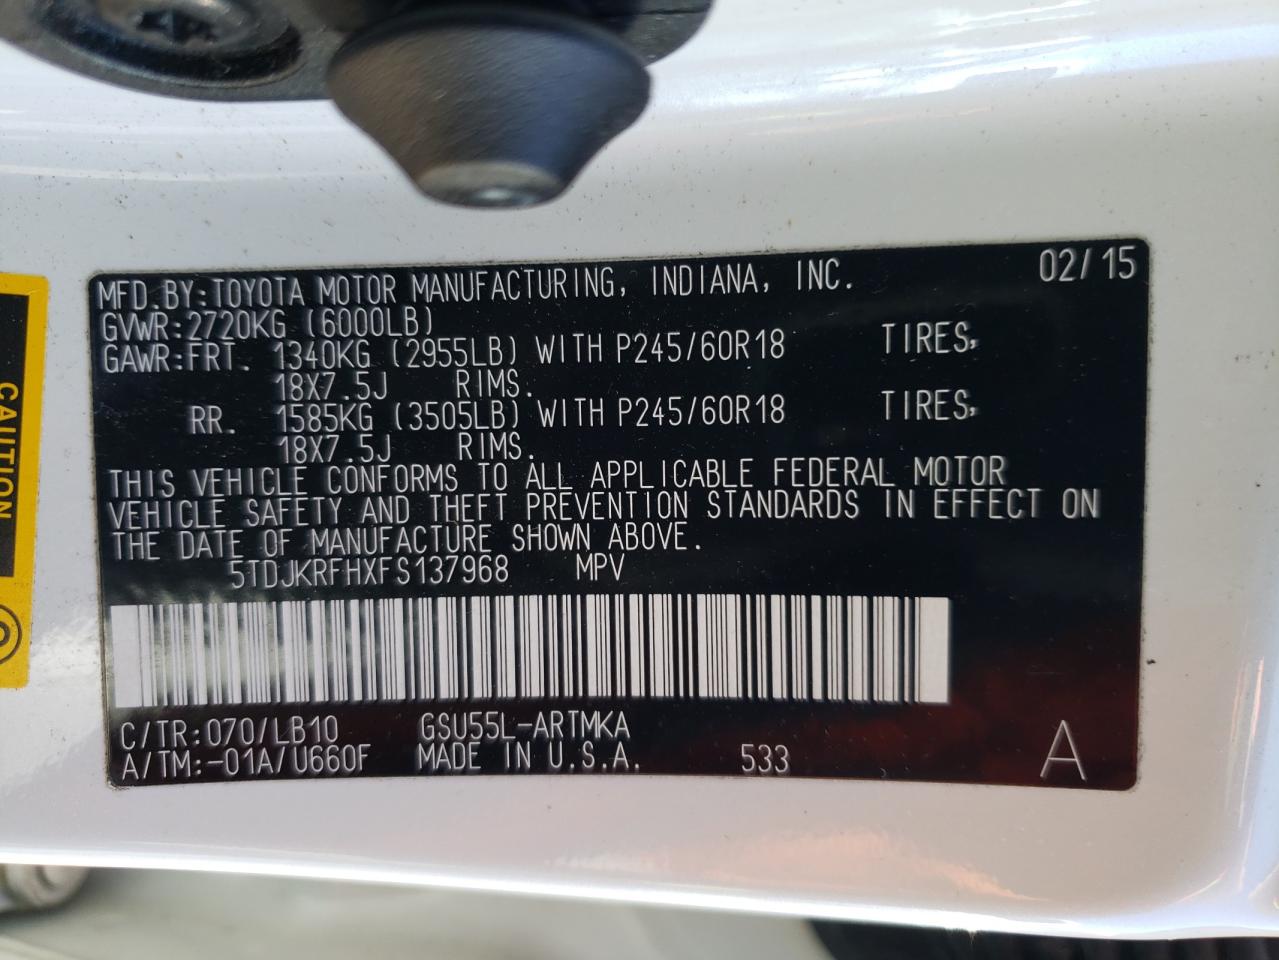 MFD.BY:TOYOTA MOTOR MANUFACTURING, INDIANA, INC. 02/15
GVWR:2720KG (6000LB)
GAWR:FRT. 1340KG (2955LB) WITH P245/60R18 TIRES,
18X7.5J RIMS.
RR. 1585KG (3505LB) WITH P245/60R18 TIRES,
18X7.5J RIMS.
THIS VEHICLE CONFORMS TO ALL APPLICABLE FEDERAL MOTOR
VEHICLE SAFETY AND THEFT PREVENTION STANDARDS IN EFFECT ON
THE DATE OF MANUFACTURE SHOWN ABOVE.
5TDJKRFHXFS137968 MPV
C/TR:070/LB10 GSU55L-ARTMKA
A/TM:-01A/U660F MADE IN U.S.A. 533 A
CAUTION